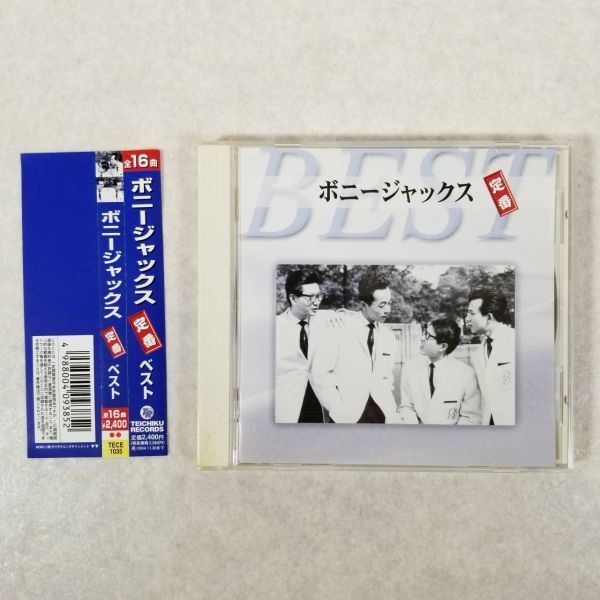 全16曲
ボニージャックス 定番 ベスト
TEICHIKU RECORDS
定価2,400円
ボニージャックス 定番 ベスト
全16曲
¥2,400
TECE
1035
4 988004 093852
BEST
ボニージャックス
定番